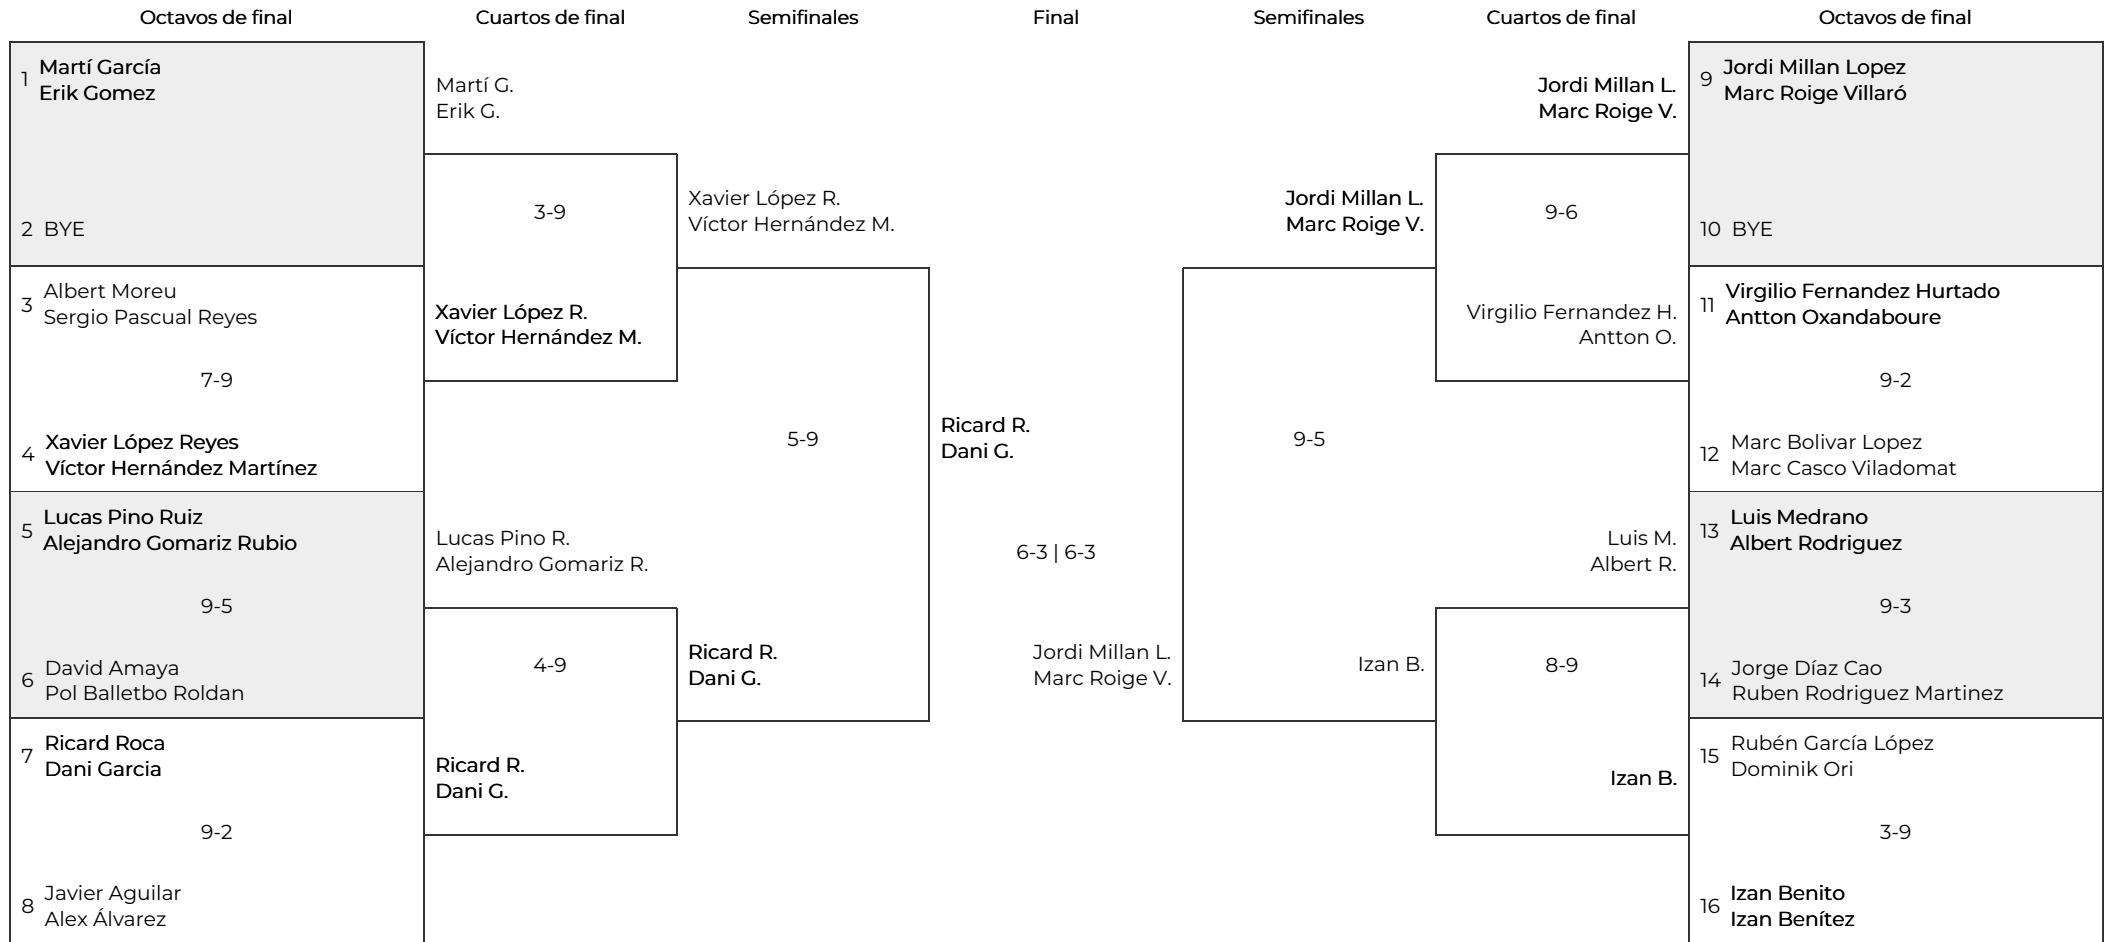 Octavos de final
Cuartos de final
Semifinales
Final
Semifinales
Cuartos de final
Octavos de final
1
Martí García
Erik Gomez
2 BYE
3
Albert Moreu
Sergio Pascual Reyes
7-9
4
Xavier López Reyes
Víctor Hernández Martínez
5
Lucas Pino Ruiz
Alejandro Gomariz Rubio
9-5
6
David Amaya
Pol Balletbo Roldan
7
Ricard Roca
Dani Garcia
9-2
8
Javier Aguilar
Alex Álvarez
Martí G.
Erik G.
3-9
Xavier López R.
Víctor Hernández M.
Lucas Pino R.
Alejandro Gomariz R.
4-9
Ricard R.
Dani G.
Xavier López R.
Víctor Hernández M.
5-9
Ricard R.
Dani G.
Ricard R.
Dani G.
6-3 | 6-3
Jordi Millan L.
Marc Roige V.
Jordi Millan L.
Marc Roige V.
9-5
Izan B.
Jordi Millan L.
Marc Roige V.
9-6
Virgilio Fernandez H.
Antton O.
Luis M.
Albert R.
8-9
Izan B.
9
Jordi Millan Lopez
Marc Roige Villaró
10 BYE
11
Virgilio Fernandez Hurtado
Antton Oxandaboure
9-2
12
Marc Bolivar Lopez
Marc Casco Viladomat
13
Luis Medrano
Albert Rodriguez
9-3
14
Jorge Díaz Cao
Ruben Rodriguez Martinez
15
Rubén García López
Dominik Ori
3-9
16
Izan Benito
Izan Benítez